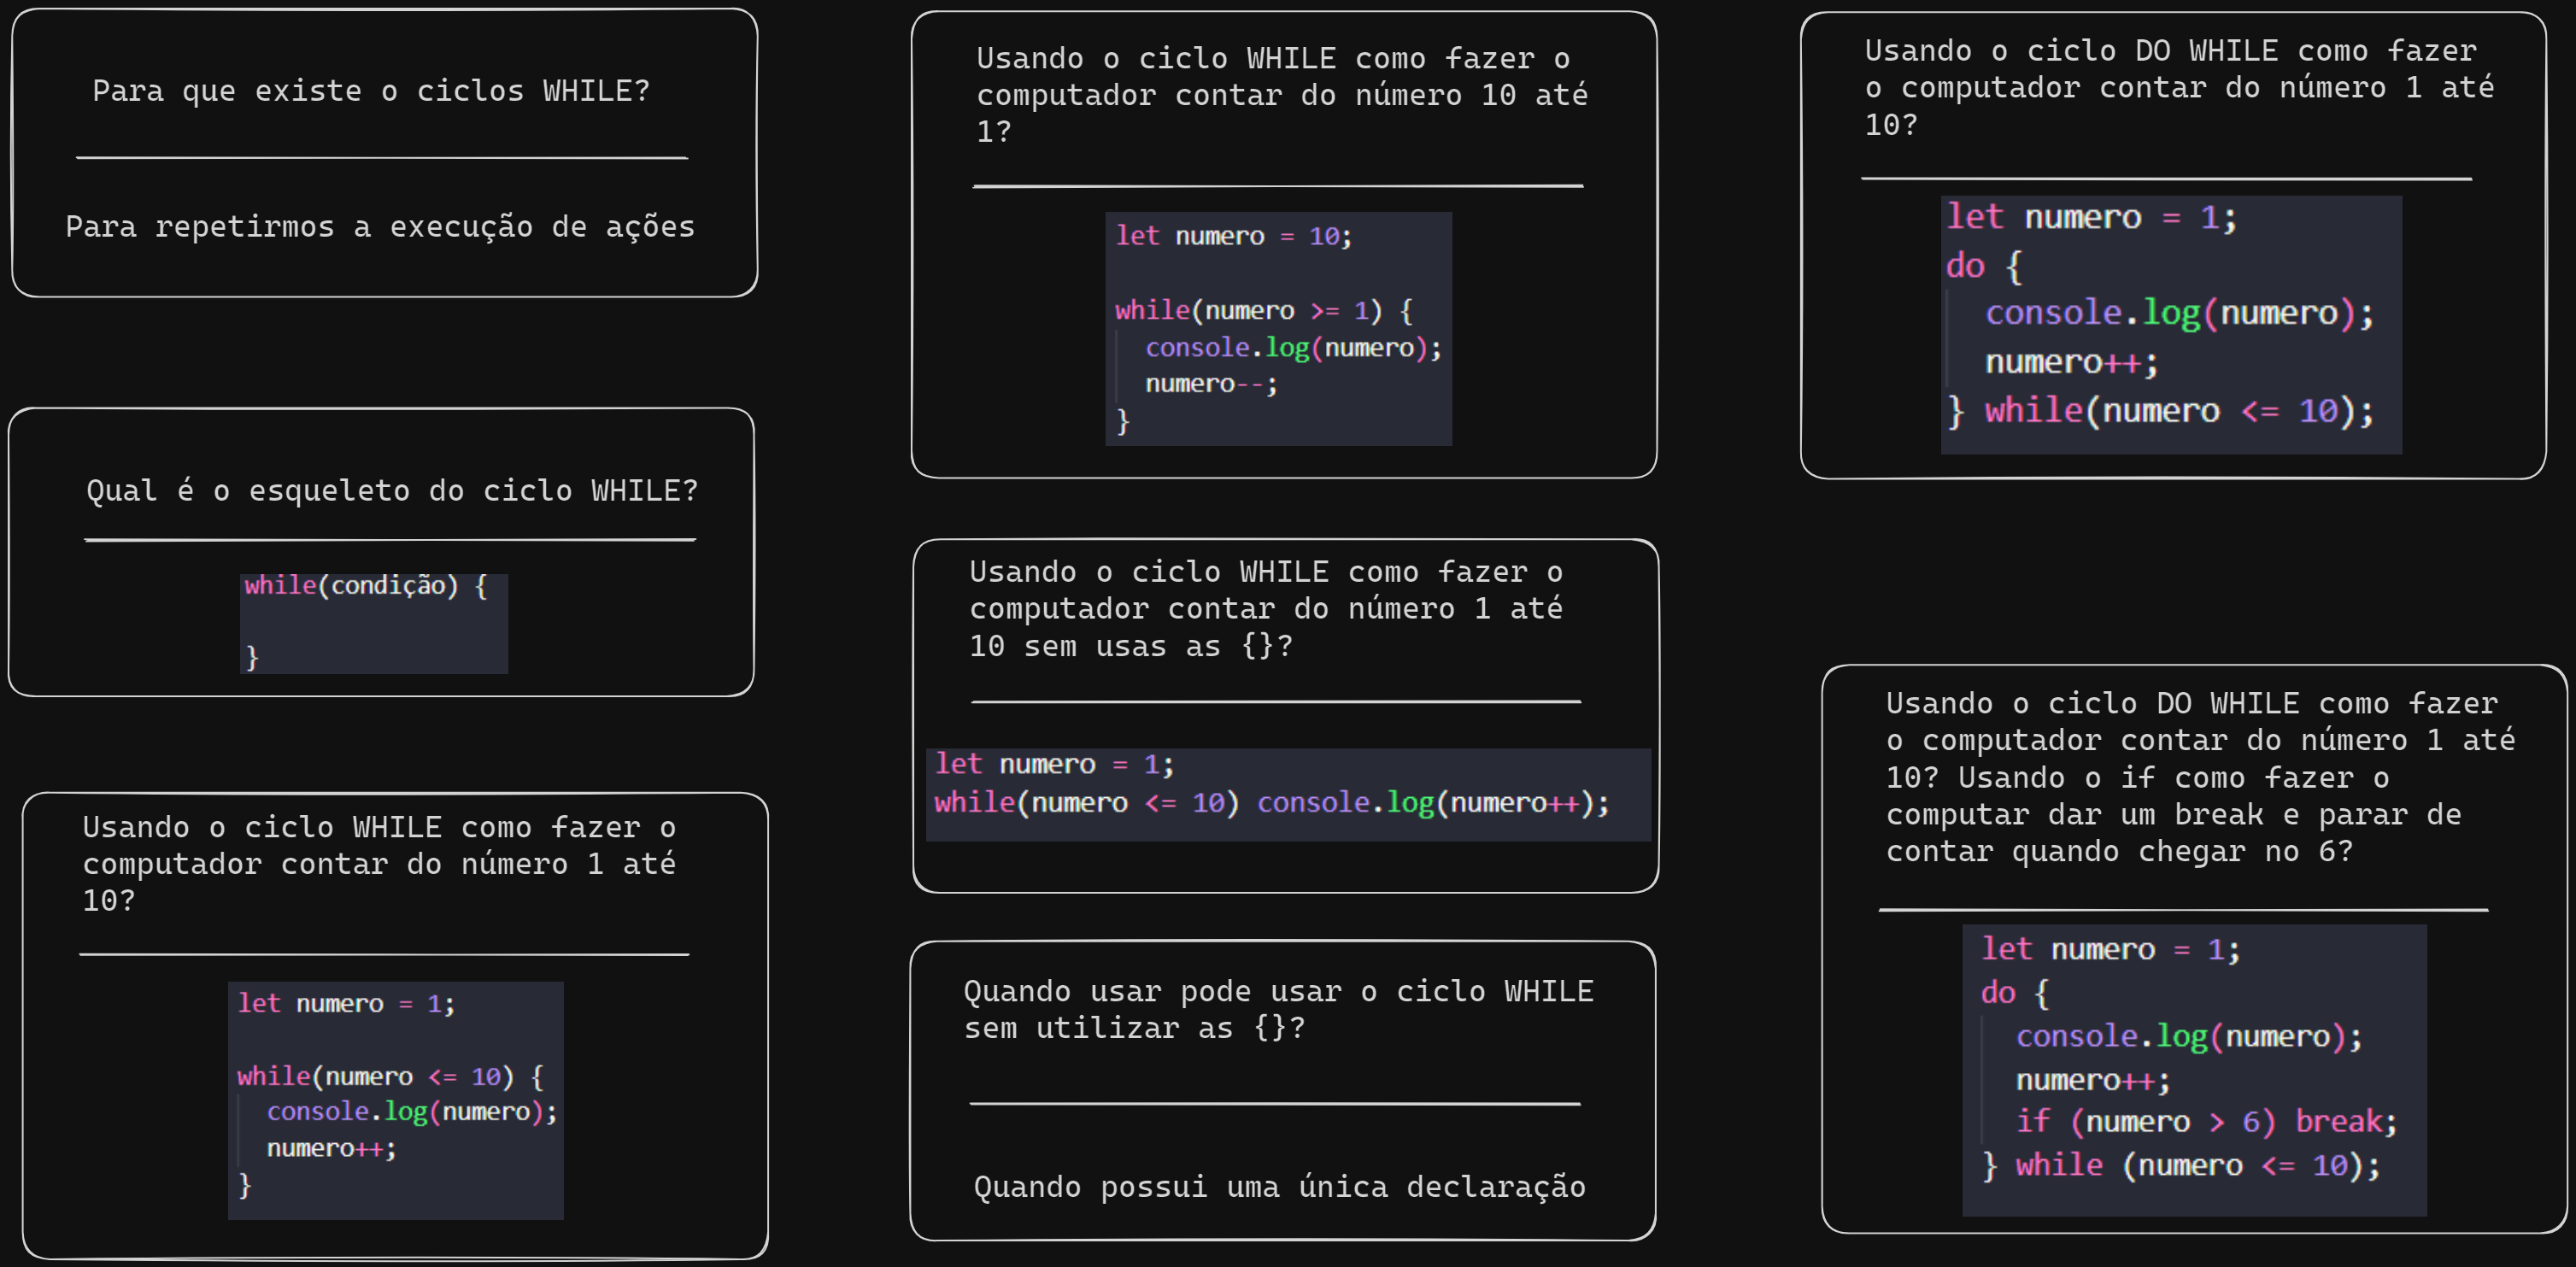 Para que existe o ciclos WHILE?
Para repetirmos a execução de ações
Qual é o esqueleto do ciclo WHILE?
while(condição) {
}
Usando o ciclo WHILE como fazer o
computador contar do número 1 até
10?
let numero = 1;
while(numero <= 10) {
console.log(numero);
numero++;
}
Usando o ciclo WHILE como fazer o
computador contar do número 10 até
1?
let numero = 10;
while(numero >= 1) {
console.log(numero);
numero--;
}
Usando o ciclo WHILE como fazer o
computador contar do número 1 até
10 sem usas as {}?
let numero = 1;
while(numero <= 10) console.log(numero++);
Quando usar pode usar o ciclo WHILE
sem utilizar as {}?
Quando possui uma única declaração
Usando o ciclo DO WHILE como fazer
o computador contar do número 1 até
10?
let numero = 1;
do {
console.log(numero);
numero++;
} while(numero <= 10);
Usando o ciclo DO WHILE como fazer
o computador contar do número 1 até
10? Usando o if como fazer o
computar dar um break e parar de
contar quando chegar no 6?
let numero = 1;
do {
console.log(numero);
numero++;
if (numero > 6) break;
} while (numero <= 10);